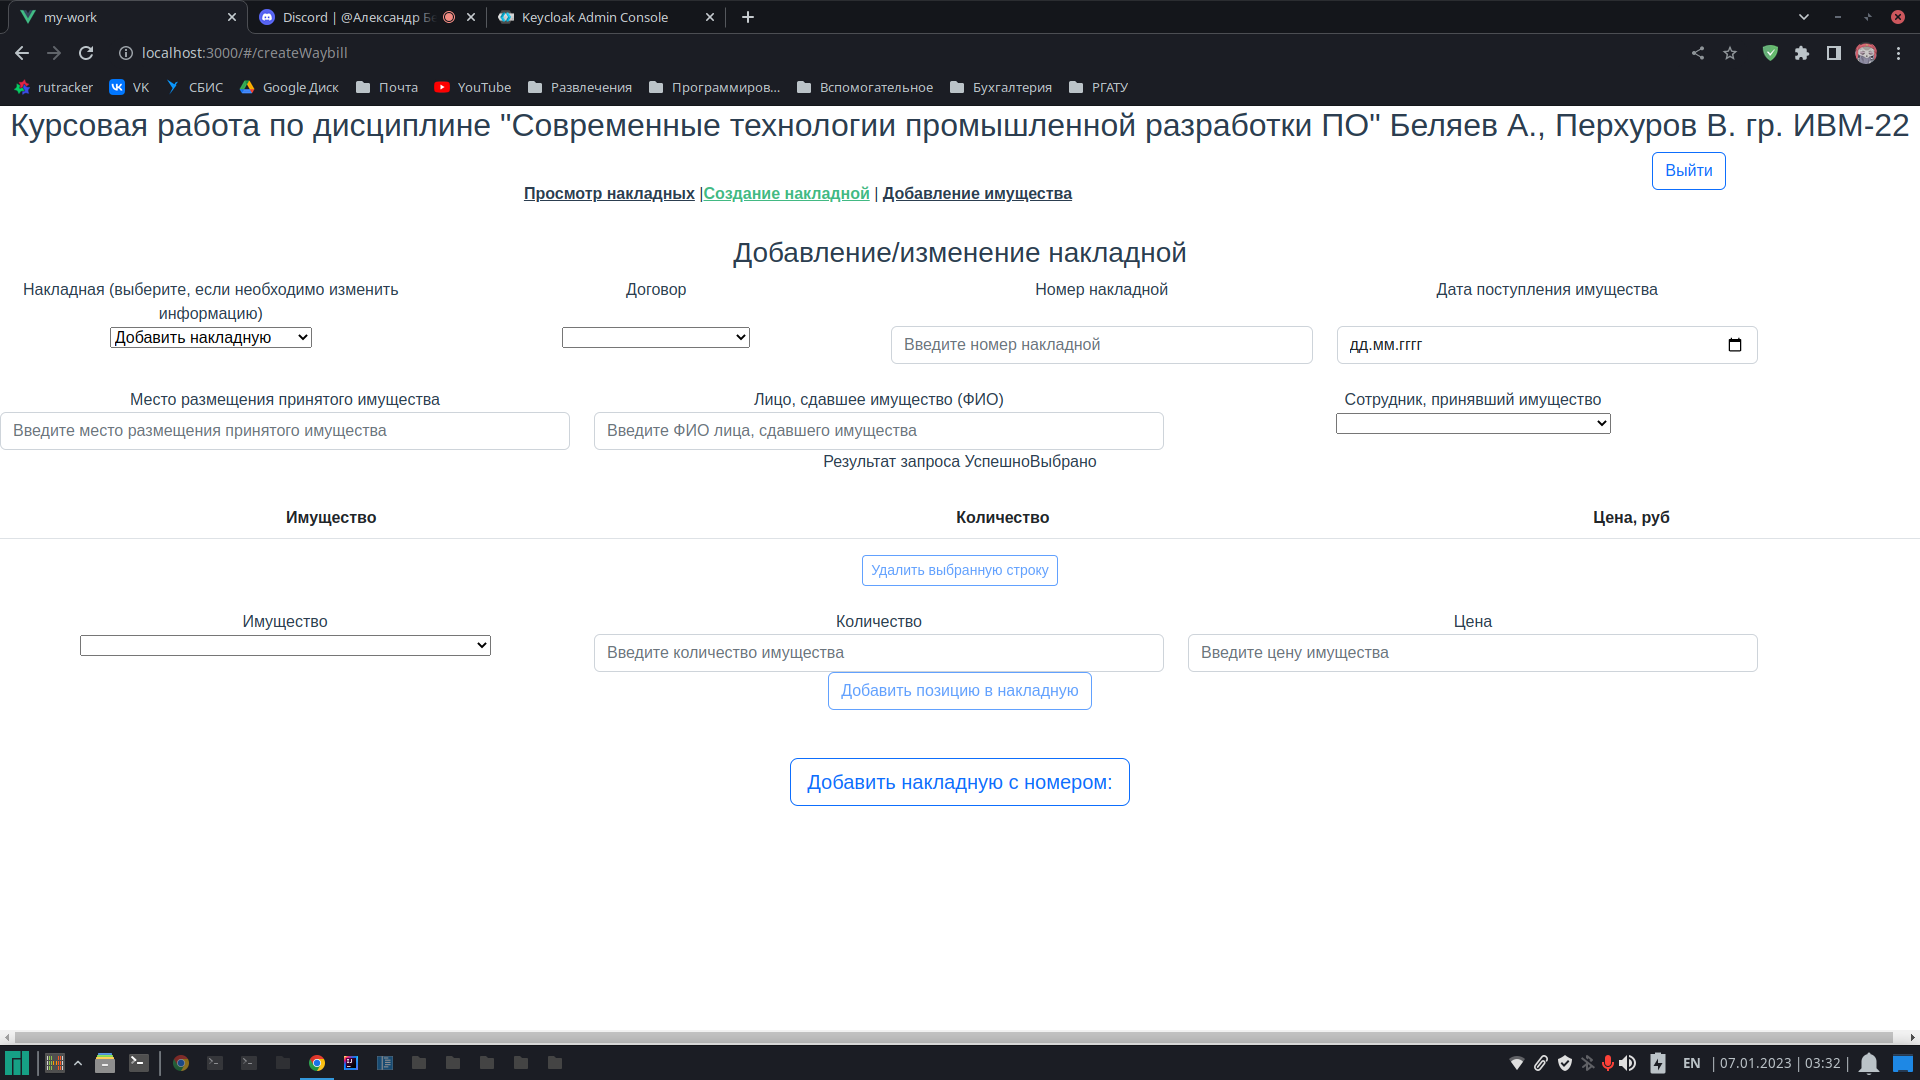 my-work
Discord | @Александр Бе
Keycloak Admin Console
localhost:3000/#/createWaybill
rutracker
VK
СБИС
Google Диск
Почта
YouTube
Развлечения
Программиров...
Вспомогательное
Бухгалтерия
РГАТУ
Курсовая работа по дисциплине "Современные технологии промышленной разработки ПО" Беляев А., Перхуров В. гр. ИВМ-22
Выйти
Просмотр накладных |Создание накладной | Добавление имущества
Добавление/изменение накладной
Накладная (выберите, если необходимо изменить
информацию)
Договор
Номер накладной
Дата поступления имущества
Добавить накладную
Введите номер накладной
дд.мм.гггг
Место размещения принятого имущества
Лицо, сдавшее имущество (ФИО)
Сотрудник, принявший имущество
Введите место размещения принятого имущества
Введите ФИО лица, сдавшего имущества
Результат запроса УспешноВыбрано
Имущество
Количество
Цена, руб
Удалить выбранную строку
Имущество
Количество
Цена
Введите количество имущества
Введите цену имущества
Добавить позицию в накладную
Добавить накладную с номером:
EN | 07.01.2023 | 03:32 |